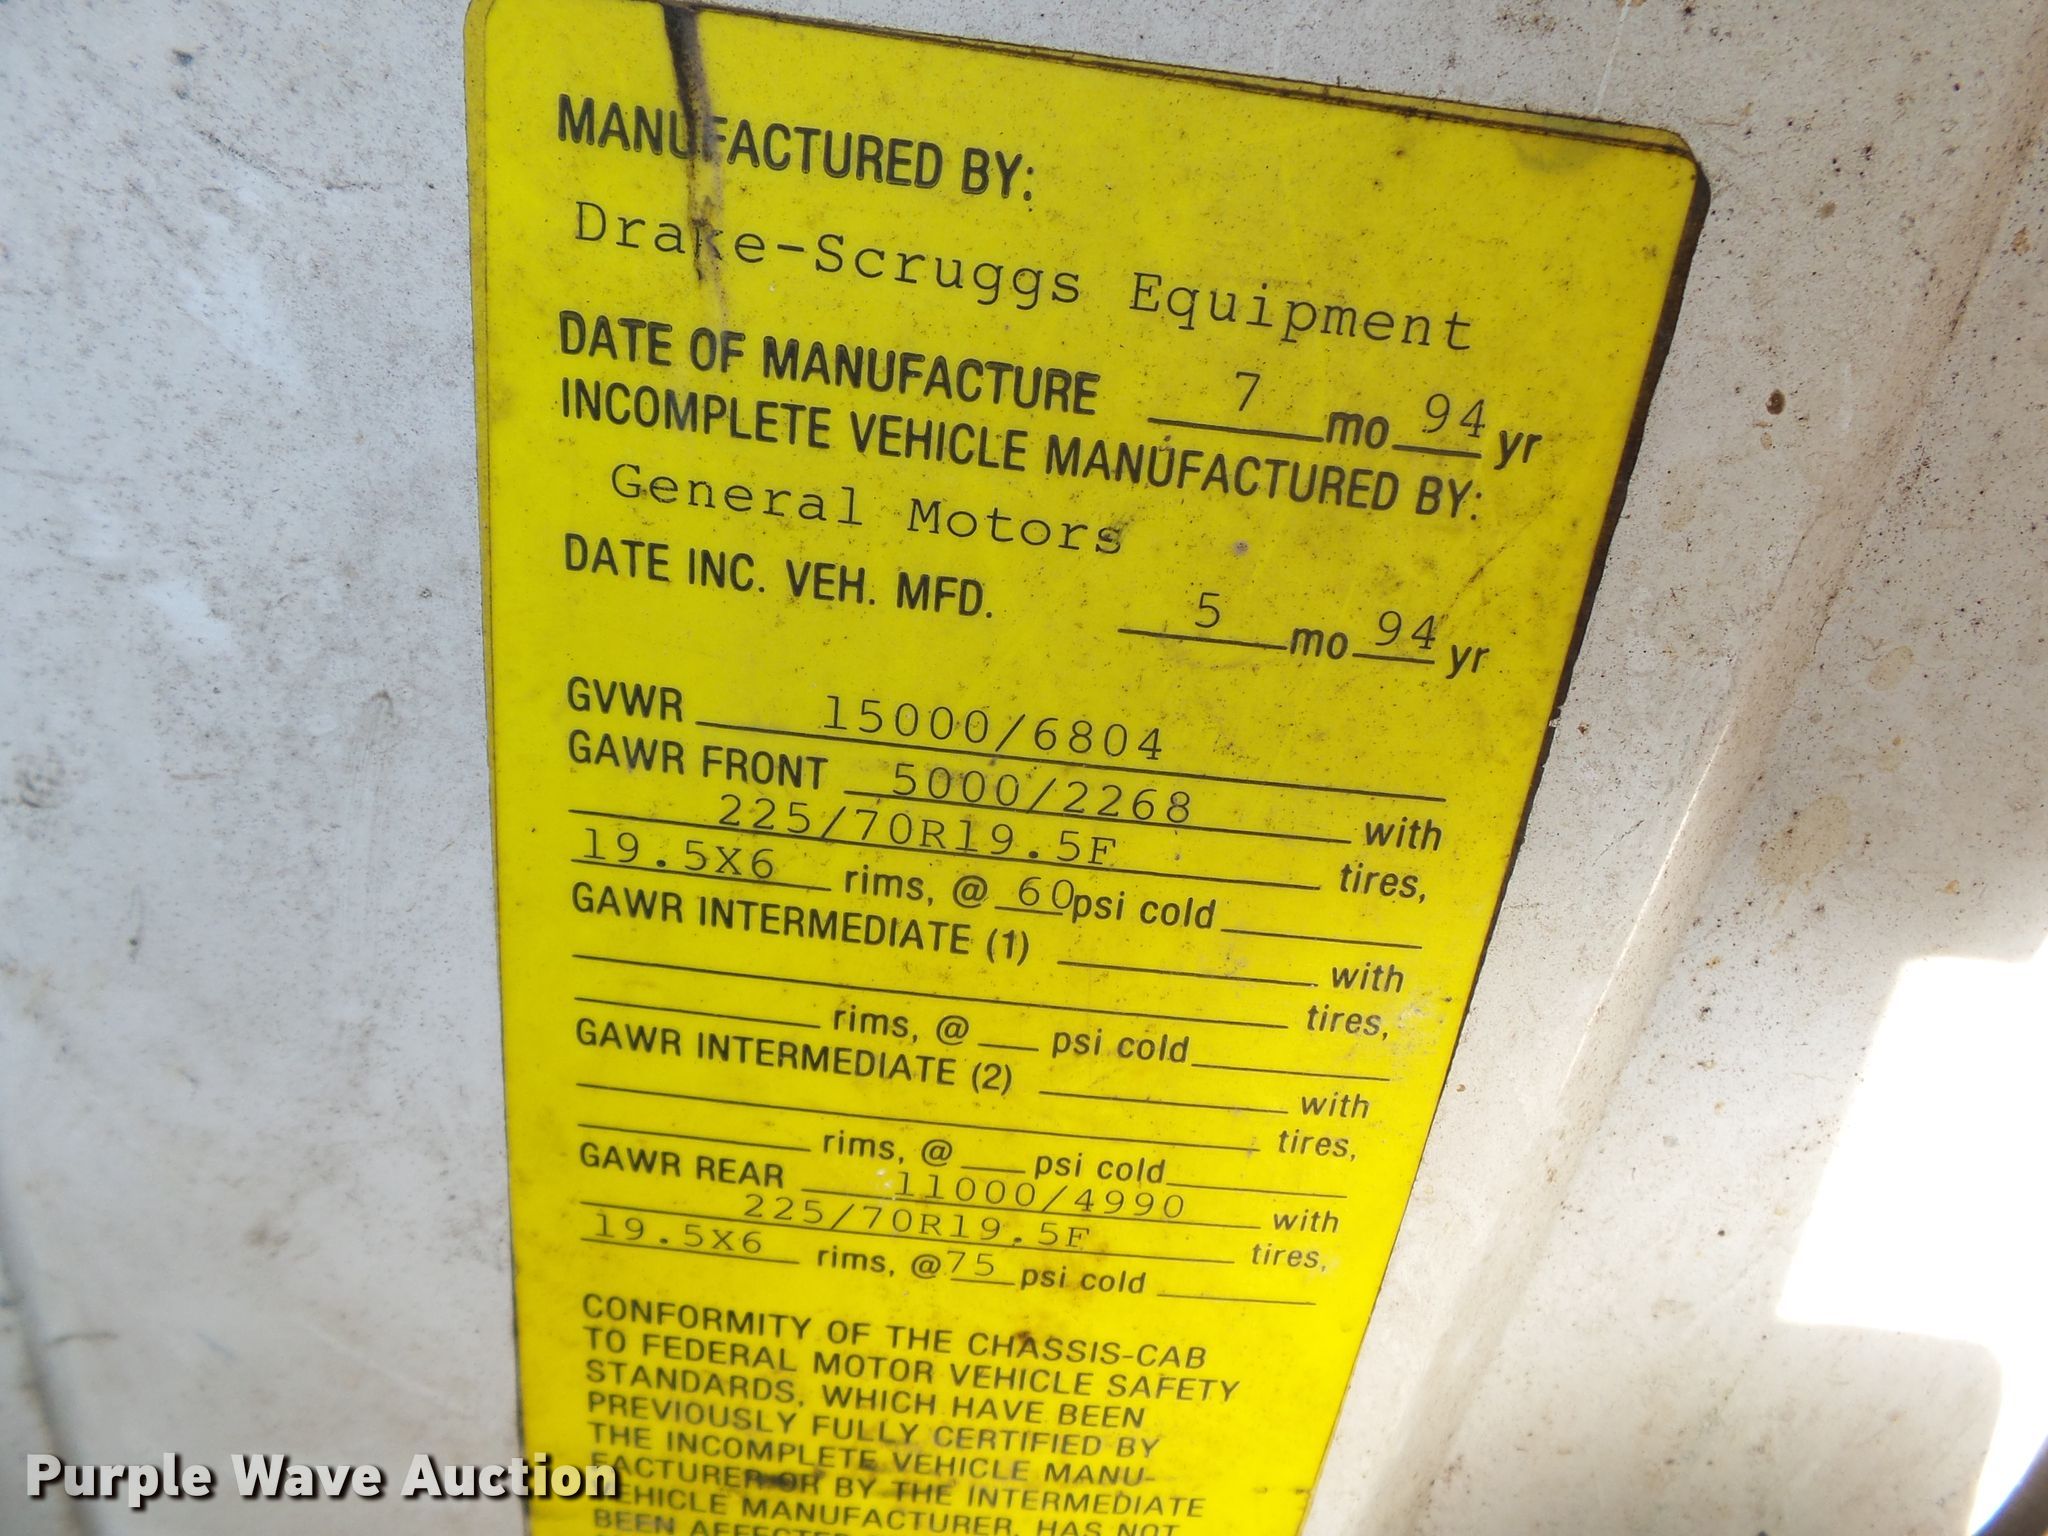 MANUFACTURED BY:
Drake-Scruggs Equipment
DATE OF MANUFACTURE 7 mo 94 yr
INCOMPLETE VEHICLE MANUFACTURED BY:
General Motors
DATE INC. VEH. MFD. 5 mo 94 yr
GVWR 15000/6804
GAWR FRONT 5000/2268 with
225/70R19.5F tires,
19.5X6 rims, @ 60 psi cold
GAWR INTERMEDIATE (1) with
tires,
rims, @ psi cold
GAWR INTERMEDIATE (2) with
tires,
rims, @ psi cold
GAWR REAR 11000/4990 with
225/70R19.5F tires,
19.5X6 rims, @ 75 psi cold
CONFORMITY OF THE CHASSIS-CAB
TO FEDERAL MOTOR VEHICLE SAFETY
STANDARDS, WHICH HAVE BEEN
PREVIOUSLY FULLY CERTIFIED BY
THE INCOMPLETE VEHICLE MANU-
FACTURER OR BY THE INTERMEDIATE
VEHICLE MANUFACTURER, HAS NOT
BEEN AFFECTED
Purple Wave Auction